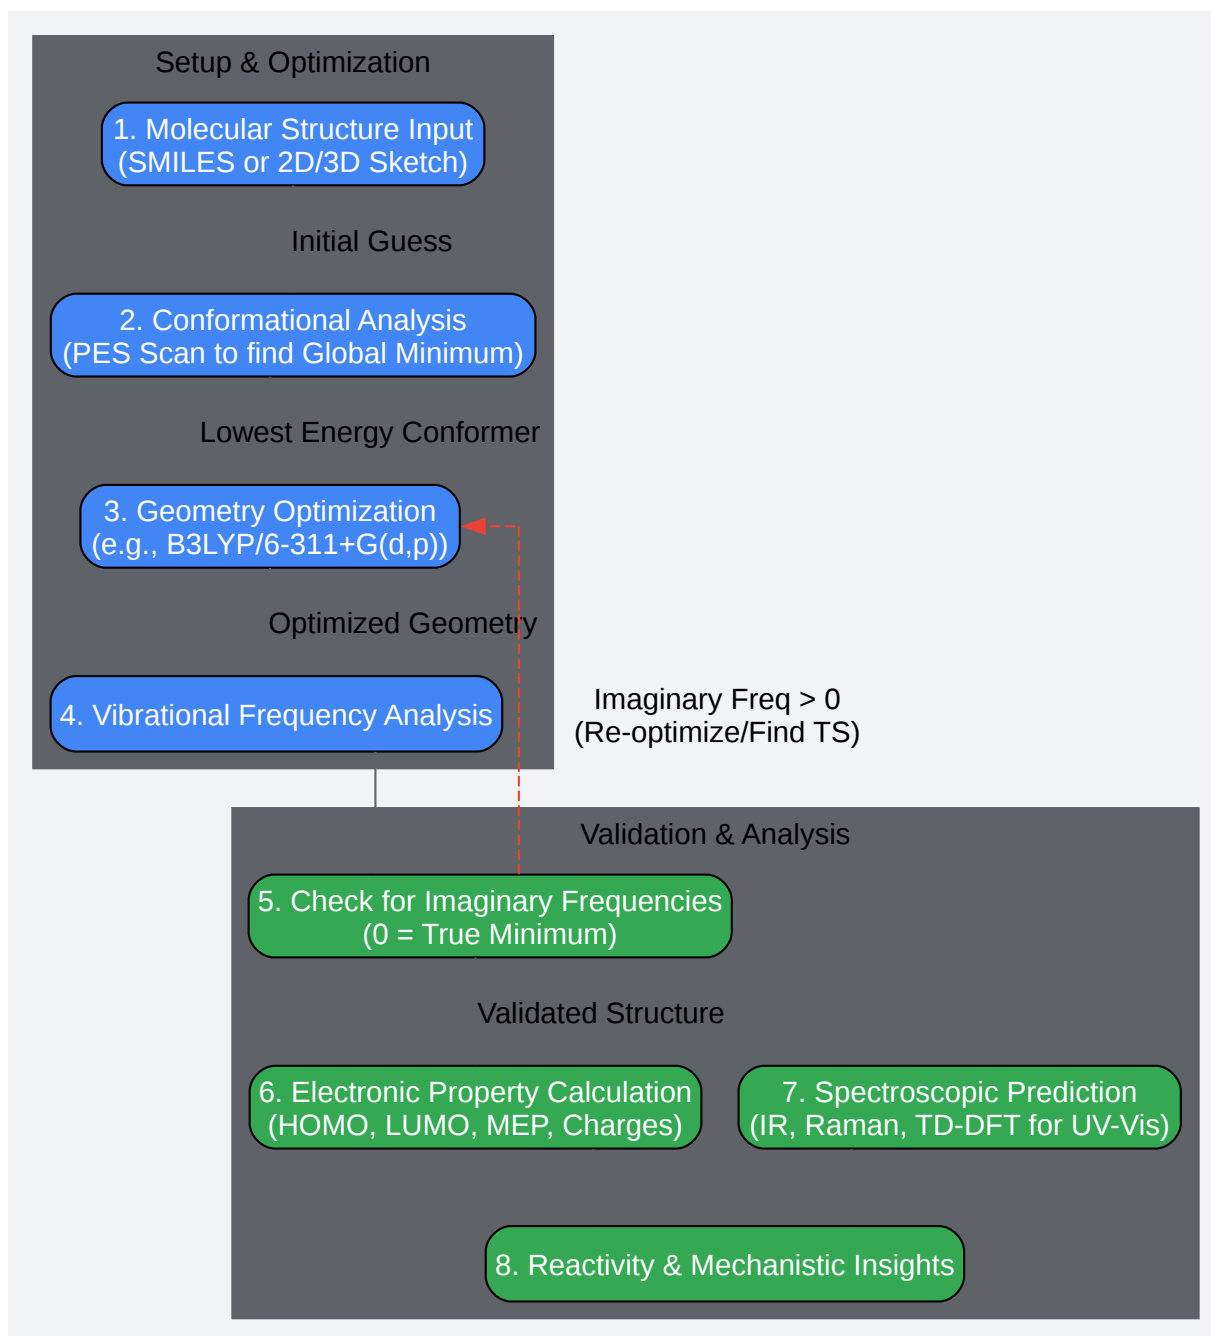 Setup & Optimization
1. Molecular Structure Input
(SMILES or 2D/3D Sketch)
Initial Guess
2. Conformational Analysis
(PES Scan to find Global Minimum)
Lowest Energy Conformer
3. Geometry Optimization
(e.g., B3LYP/6-311+G(d,p))
Optimized Geometry
4. Vibrational Frequency Analysis
Imaginary Freq > 0
(Re-optimize/Find TS)
Validation & Analysis
5. Check for Imaginary Frequencies
(0 = True Minimum)
Validated Structure
6. Electronic Property Calculation
(HOMO, LUMO, MEP, Charges)
7. Spectroscopic Prediction
(IR, Raman, TD-DFT for UV-Vis)
8. Reactivity & Mechanistic Insights